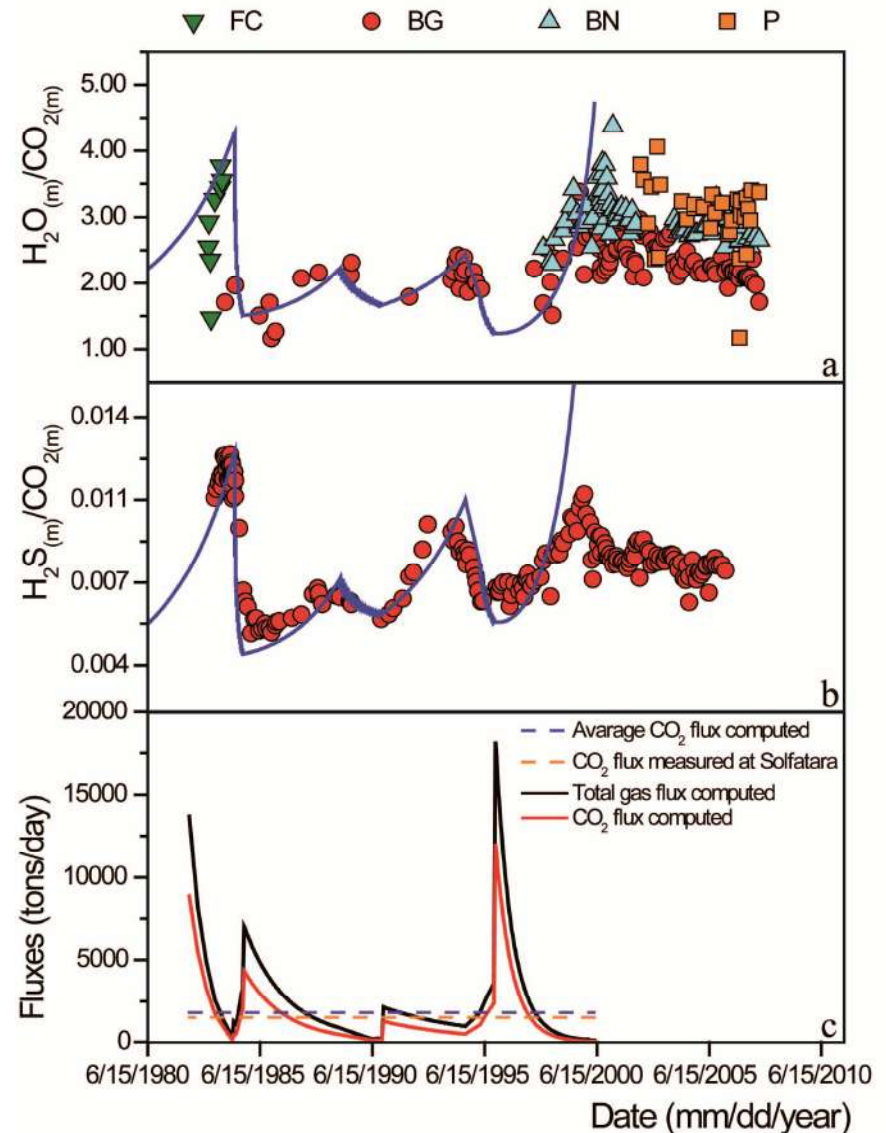 FC BG BN P
H₂O(m)/CO₂(m)
5.00
4.00
3.00
2.00
1.00
a
H₂S(m)/CO₂(m)
0.014
0.011
0.007
0.004
b
Fluxes (tons/day)
20000
15000
10000
5000
0
Avarage CO₂ flux computed
CO₂ flux measured at Solfatara
Total gas flux computed
CO₂ flux computed
c
6/15/1980 6/15/1985 6/15/1990 6/15/1995 6/15/2000 6/15/2005 6/15/2010
Date (mm/dd/year)